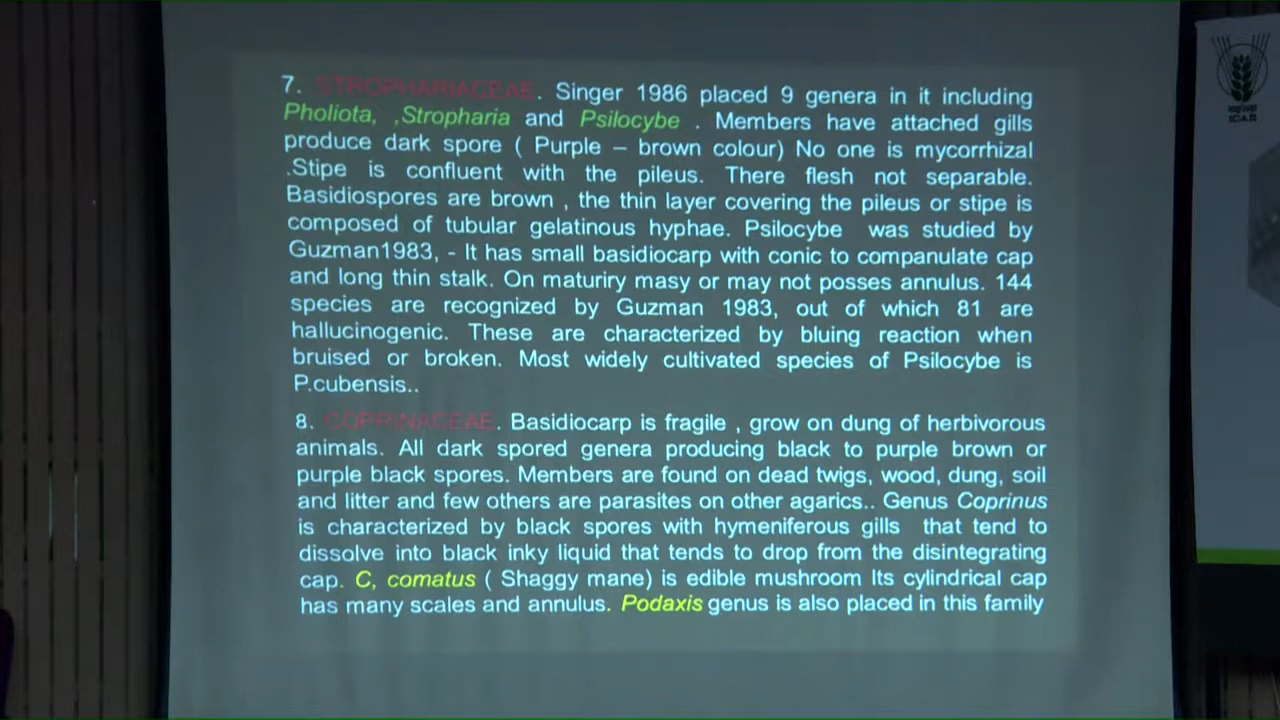 7. STROPHARIACEAE. Singer 1986 placed 9 genera in it including
Pholiota, ,Stropharia and Psilocybe . Members have attached gills
produce dark spore ( Purple – brown colour) No one is mycorrhizal
.Stipe is confluent with the pileus. There flesh not separable.
Basidiospores are brown , the thin layer covering the pileus or stipe is
composed of tubular gelatinous hyphae. Psilocybe was studied by
Guzman1983, - It has small basidiocarp with conic to companulate cap
and long thin stalk. On maturiry masy or may not posses annulus. 144
species are recognized by Guzman 1983, out of which 81 are
hallucinogenic. These are characterized by bluing reaction when
bruised or broken. Most widely cultivated species of Psilocybe is
P.cubensis..
8. COPRINACEAE. Basidiocarp is fragile , grow on dung of herbivorous
animals. All dark spored genera producing black to purple brown or
purple black spores. Members are found on dead twigs, wood, dung, soil
and litter and few others are parasites on other agarics.. Genus Coprinus
is characterized by black spores with hymeniferous gills that tend to
dissolve into black inky liquid that tends to drop from the disintegrating
cap. C, comatus ( Shaggy mane) is edible mushroom Its cylindrical cap
has many scales and annulus. Podaxis genus is also placed in this family
ICAR